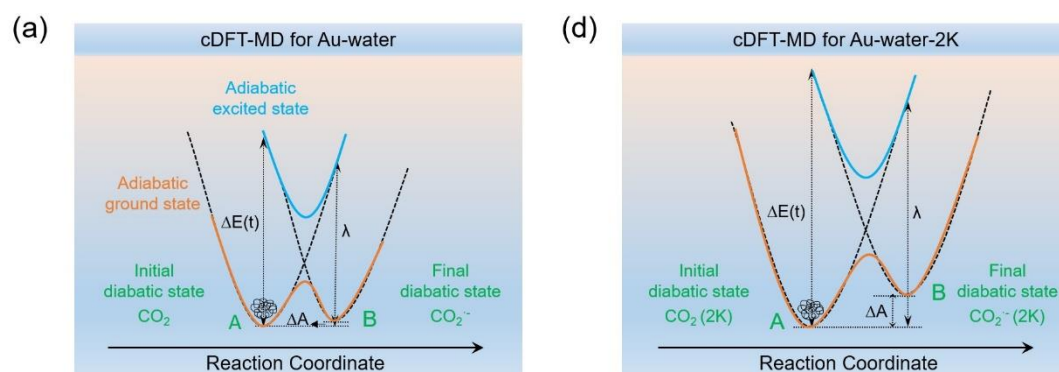 (a)
cDFT-MD for Au-water
Adiabatic
excited state
Adiabatic
ground state
ΔE(t)
λ
Initial
diabatic state
CO₂
A
ΔA
B
Final
diabatic state
CO₂˙⁻
Reaction Coordinate
(d)
cDFT-MD for Au-water-2K
ΔE(t)
λ
Initial
diabatic state
CO₂ (2K)
A
ΔA
B
Final
diabatic state
CO₂˙⁻ (2K)
Reaction Coordinate